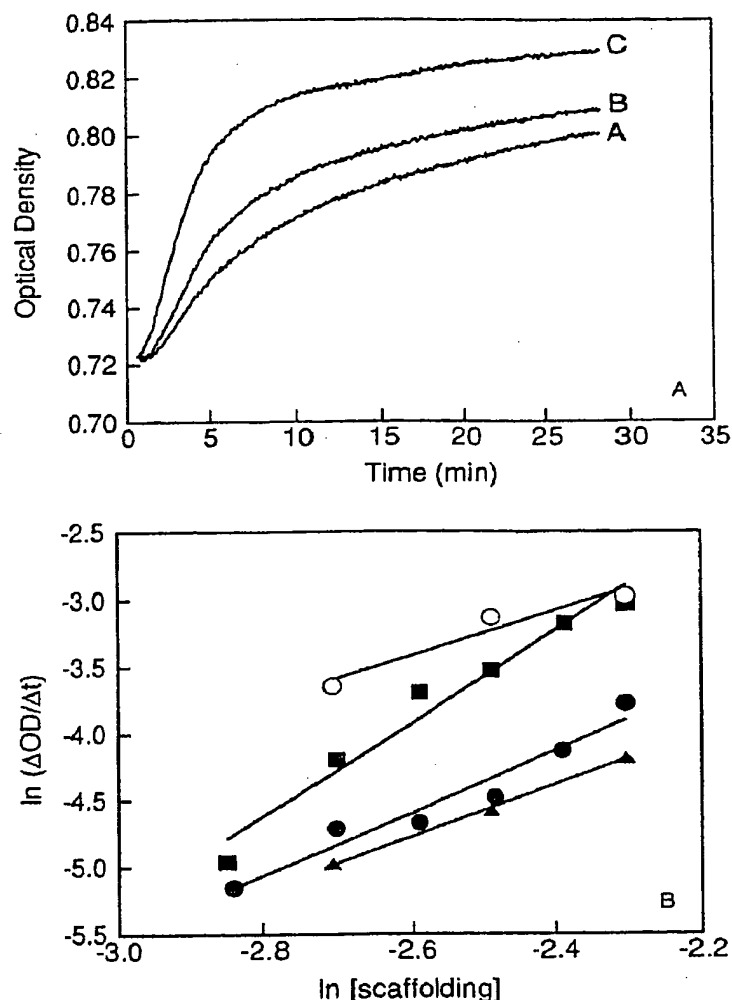 0.84
0.82
0.80
0.78
0.76
0.74
0.72
0.70
Optical Density
C
B
A
A
0 5 10 15 20 25 30 35
Time (min)
-2.5
-3.0
-3.5
-4.0
-4.5
-5.0
-5.5
ln (ΔOD/Δt)
B
-3.0 -2.8 -2.6 -2.4 -2.2
ln [scaffolding]